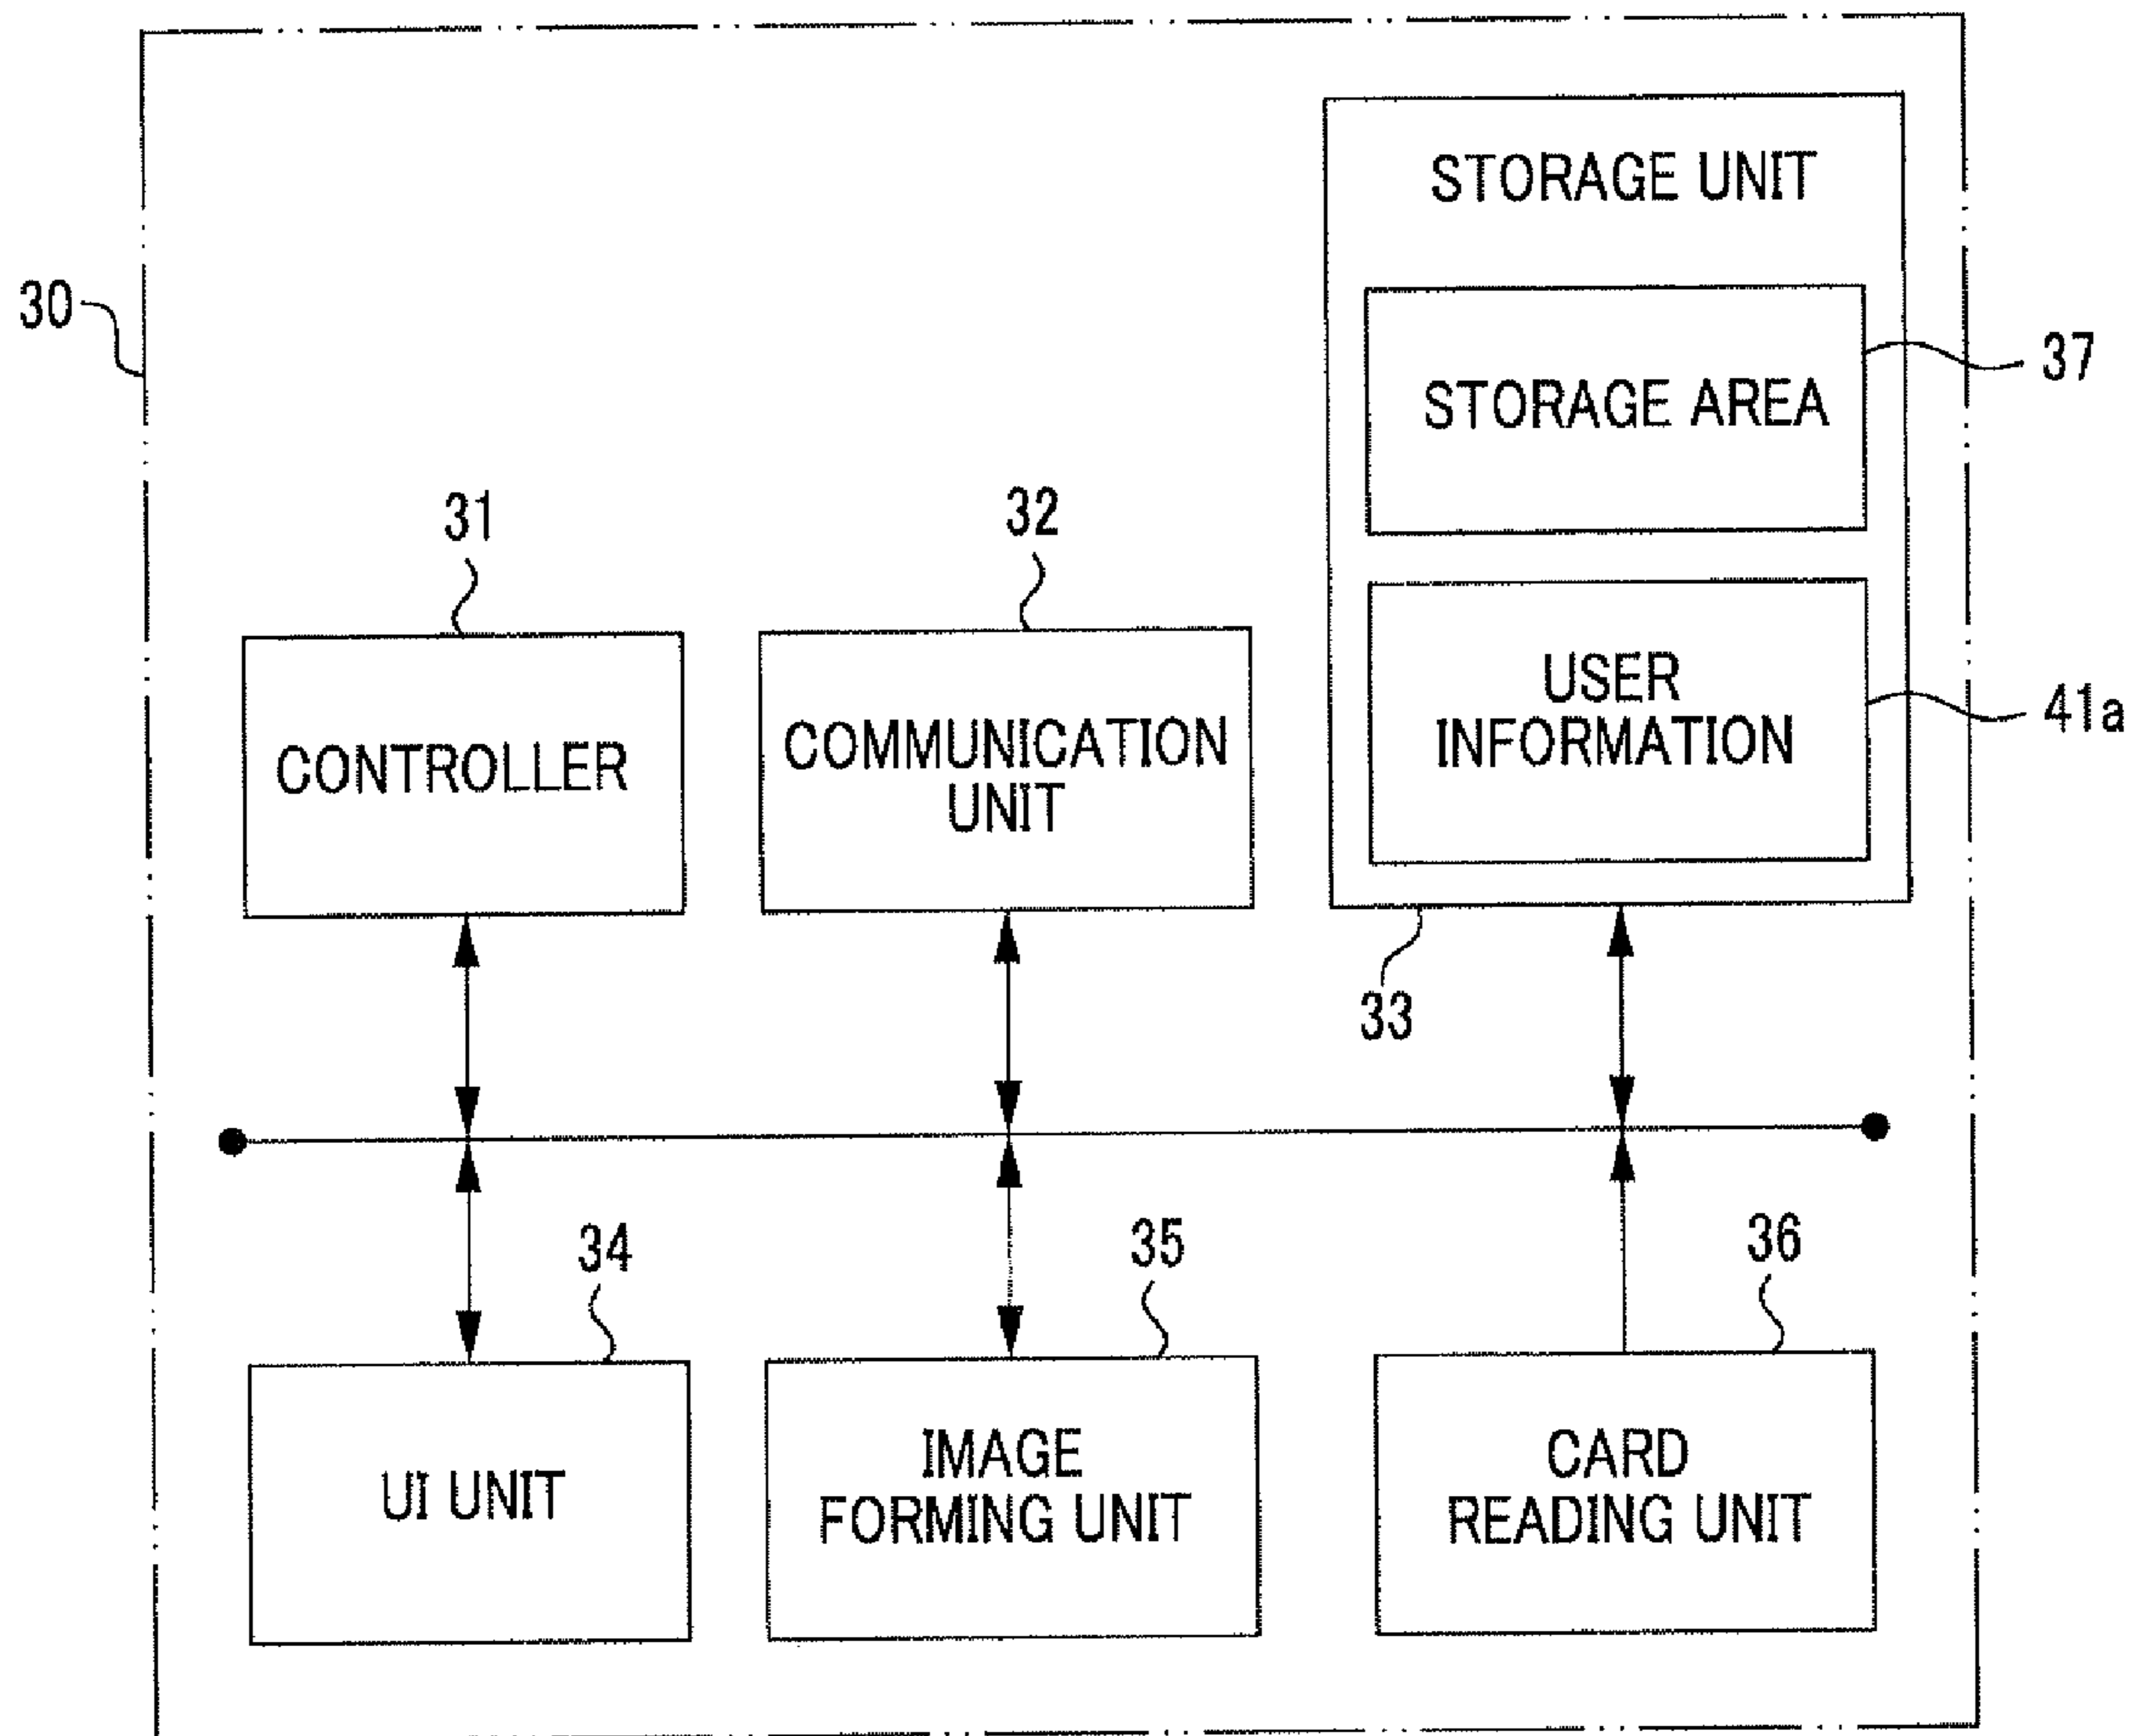 STORAGE UNIT
30
37
STORAGE AREA
31
32
USER
INFORMATION
41a
CONTROLLER
COMMUNICATION
UNIT
33
34
35
36
UI UNIT
IMAGE
FORMING UNIT
CARD
READING UNIT